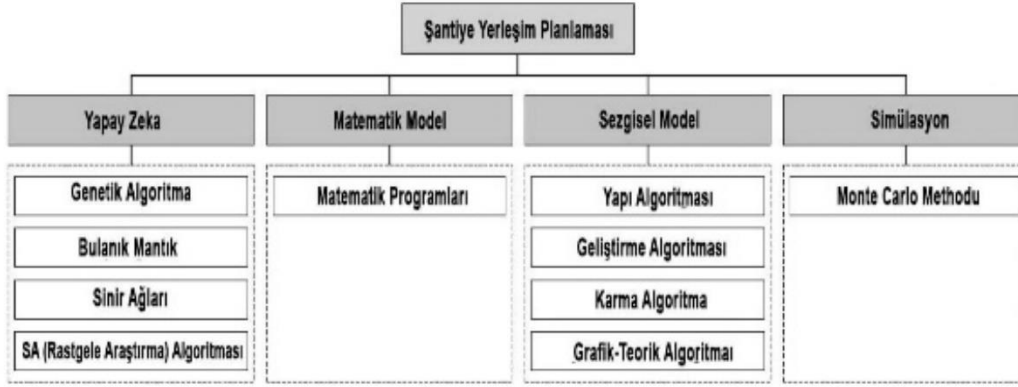 Şantiye Yerleşim Planlaması
Yapay Zeka
Matematik Model
Sezgisel Model
Simülasyon
Genetik Algoritma
Bulanık Mantık
Sinir Ağları
SA (Rastgele Araştırma) Algoritması
Matematik Programları
Yapı Algoritması
Geliştirme Algoritması
Karma Algoritma
Grafik-Teorik Algoritmaı
Monte Carlo Methodu